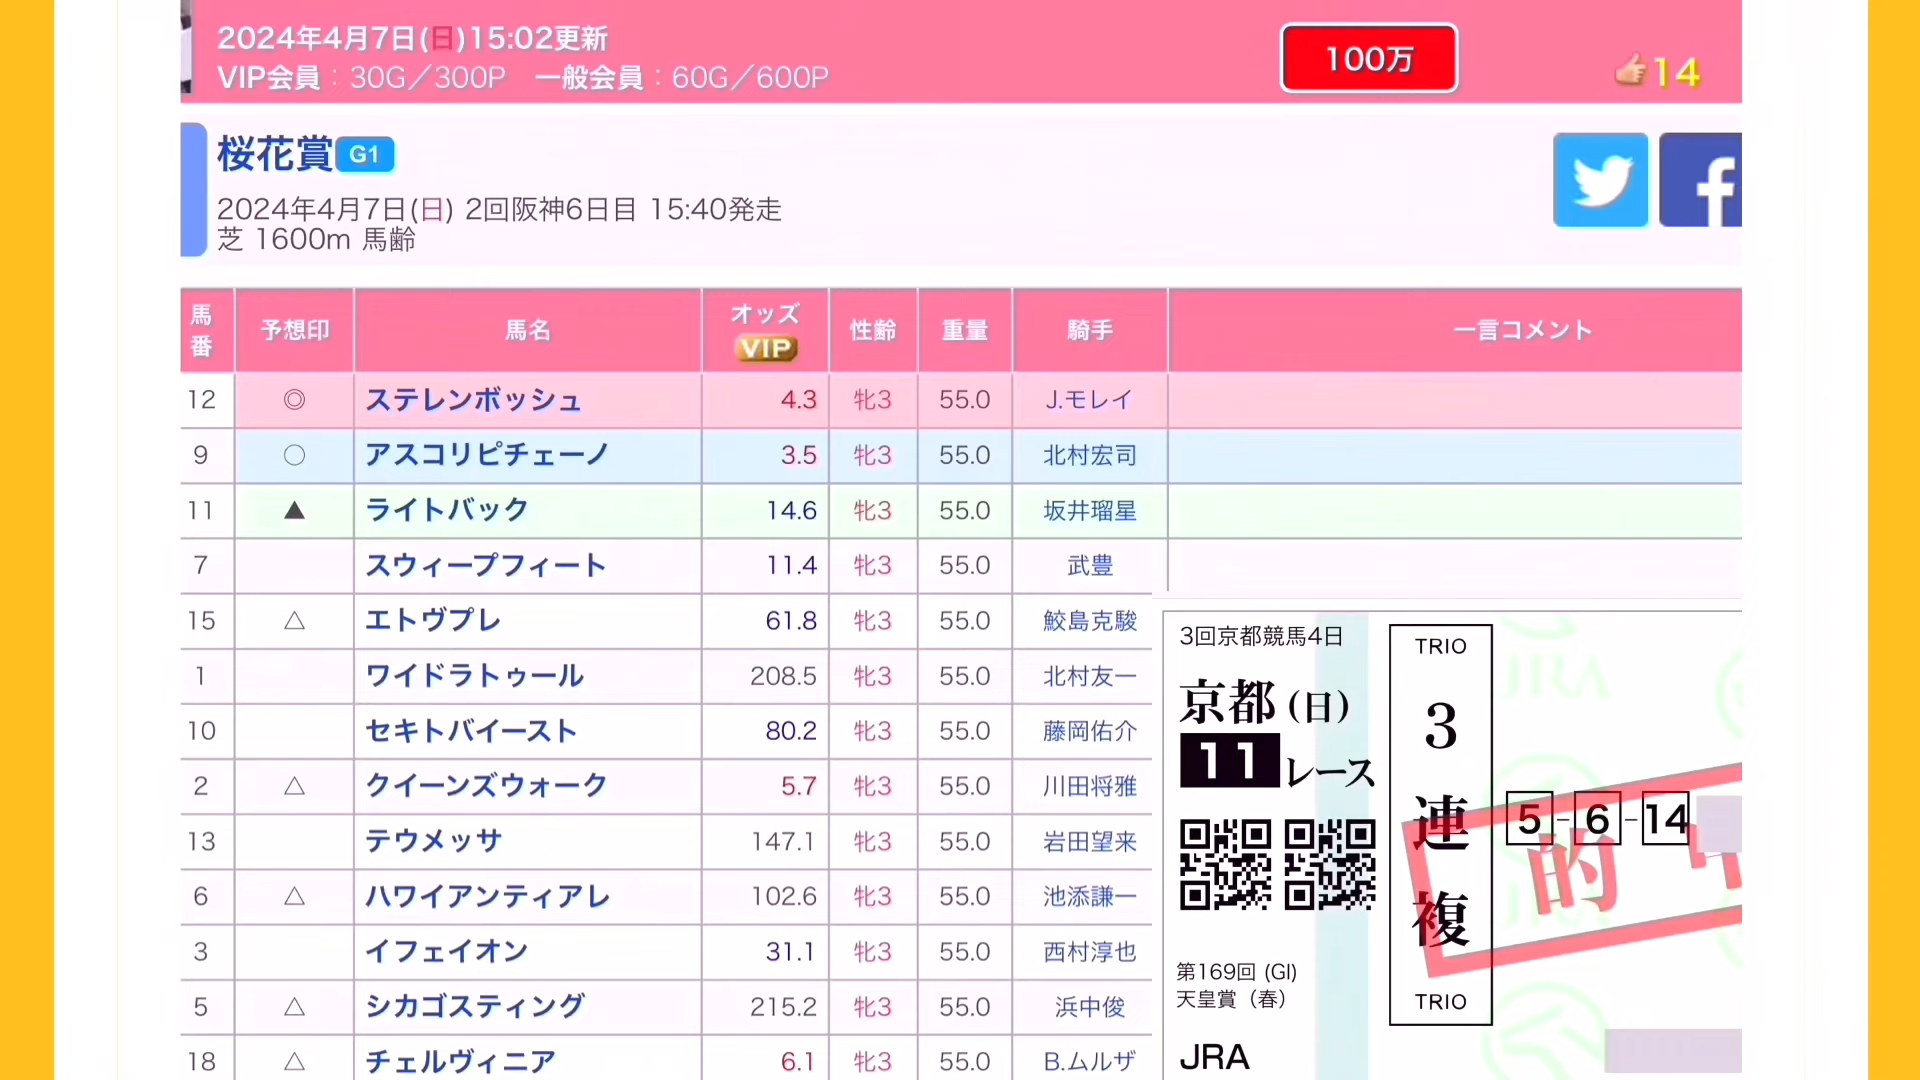 2024年4月7日(日)15:02更新
VIP会員：30G／300P 一般会員：60G／600P
100万
14
桜花賞 G1
2024年4月7日(日) 2回阪神6日目 15:40発走
芝 1600m 馬齢
馬番 予想印 馬名 オッズ VIP 性齢 重量 騎手 一言コメント
12 ◎ ステレンボッシュ 4.3 牝3 55.0 J.モレイ
9 ○ アスコリピチェーノ 3.5 牝3 55.0 北村宏司
11 ▲ ライトバック 14.6 牝3 55.0 坂井瑠星
7 スウィープフィート 11.4 牝3 55.0 武豊
15 △ エトヴプレ 61.8 牝3 55.0 鮫島克駿
1 ワイドラトゥール 208.5 牝3 55.0 北村友一
10 セキトバイースト 80.2 牝3 55.0 藤岡佑介
2 △ クイーンズウォーク 5.7 牝3 55.0 川田将雅
13 テウメッサ 147.1 牝3 55.0 岩田望来
6 △ ハワイアンティアレ 102.6 牝3 55.0 池添謙一
3 イフェイオン 31.1 牝3 55.0 西村淳也
5 △ シカゴスティング 215.2 牝3 55.0 浜中俊
18 △ チェルヴィニア 6.1 牝3 55.0 B.ムルザ
3回京都競馬4日
京都 (日)
11 レース
第169回 (GI)
天皇賞（春）
JRA
TRIO
3連複
TRIO
5-6-14
的中
JRA